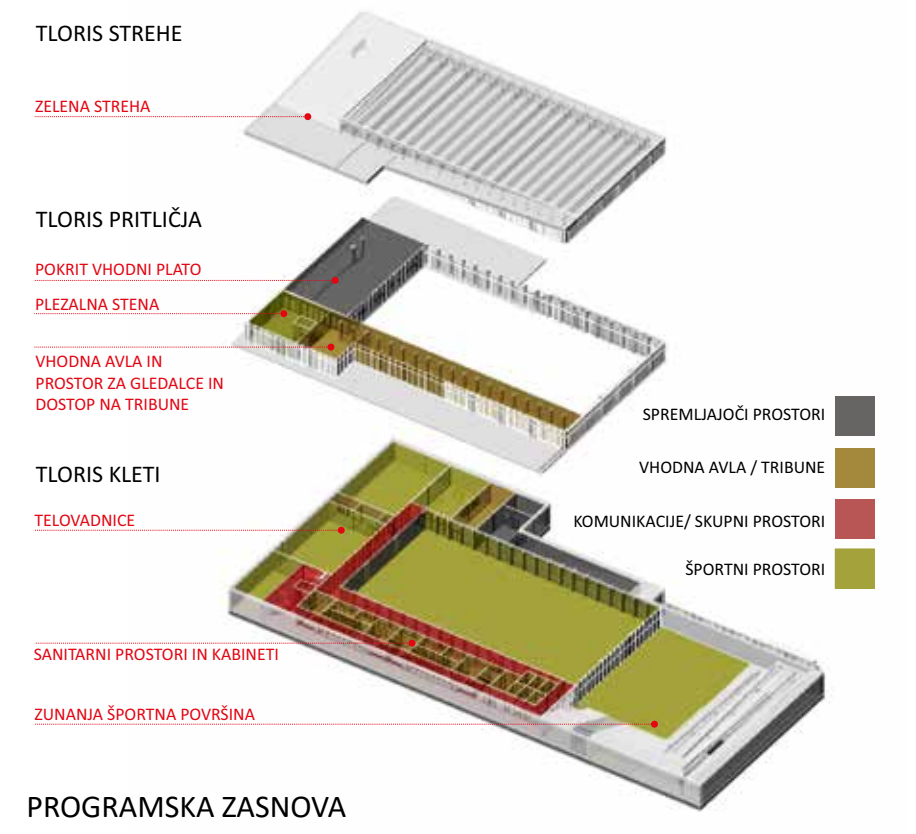 TLORIS STREHE
ZELENA STREHA
TLORIS PRITLIČJA
POKRIT VHODNI PLATO
PLEZALNA STENA
VHODNA AVLA IN
PROSTOR ZA GLEDALCE IN
DOSTOP NA TRIBUNE
SPREMLJAJOČI PROSTORI
VHODNA AVLA / TRIBUNE
KOMUNIKACIJE/ SKUPNI PROSTORI
ŠPORTNI PROSTORI
TLORIS KLETI
TELOVADNICE
SANITARNI PROSTORI IN KABINETI
ZUNANJA ŠPORTNA POVRŠINA
PROGRAMSKA ZASNOVA